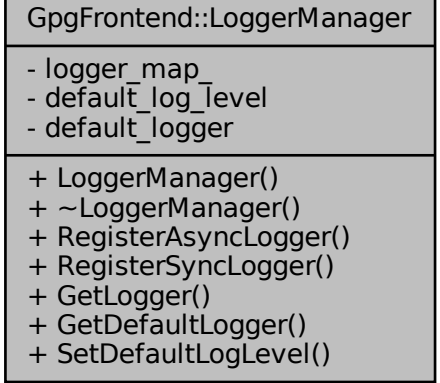 GpgFrontend::LoggerManager
- logger_map_
- default_log_level
- default_logger
+ LoggerManager()
+ ~LoggerManager()
+ RegisterAsyncLogger()
+ RegisterSyncLogger()
+ GetLogger()
+ GetDefaultLogger()
+ SetDefaultLogLevel()